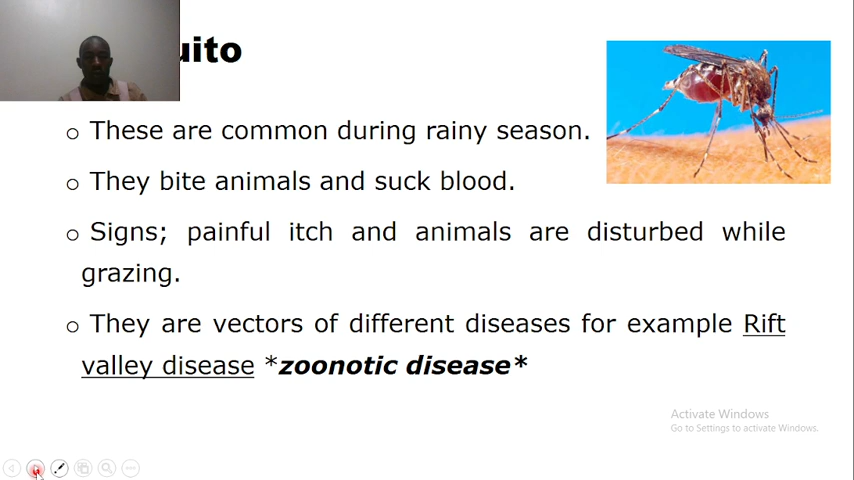 uito
o These are common during rainy season.
o They bite animals and suck blood.
o Signs; painful itch and animals are disturbed while
grazing.
o They are vectors of different diseases for example Rift
valley disease *zoonotic disease*
Activate Windows
Go to Settings to activate Windows.